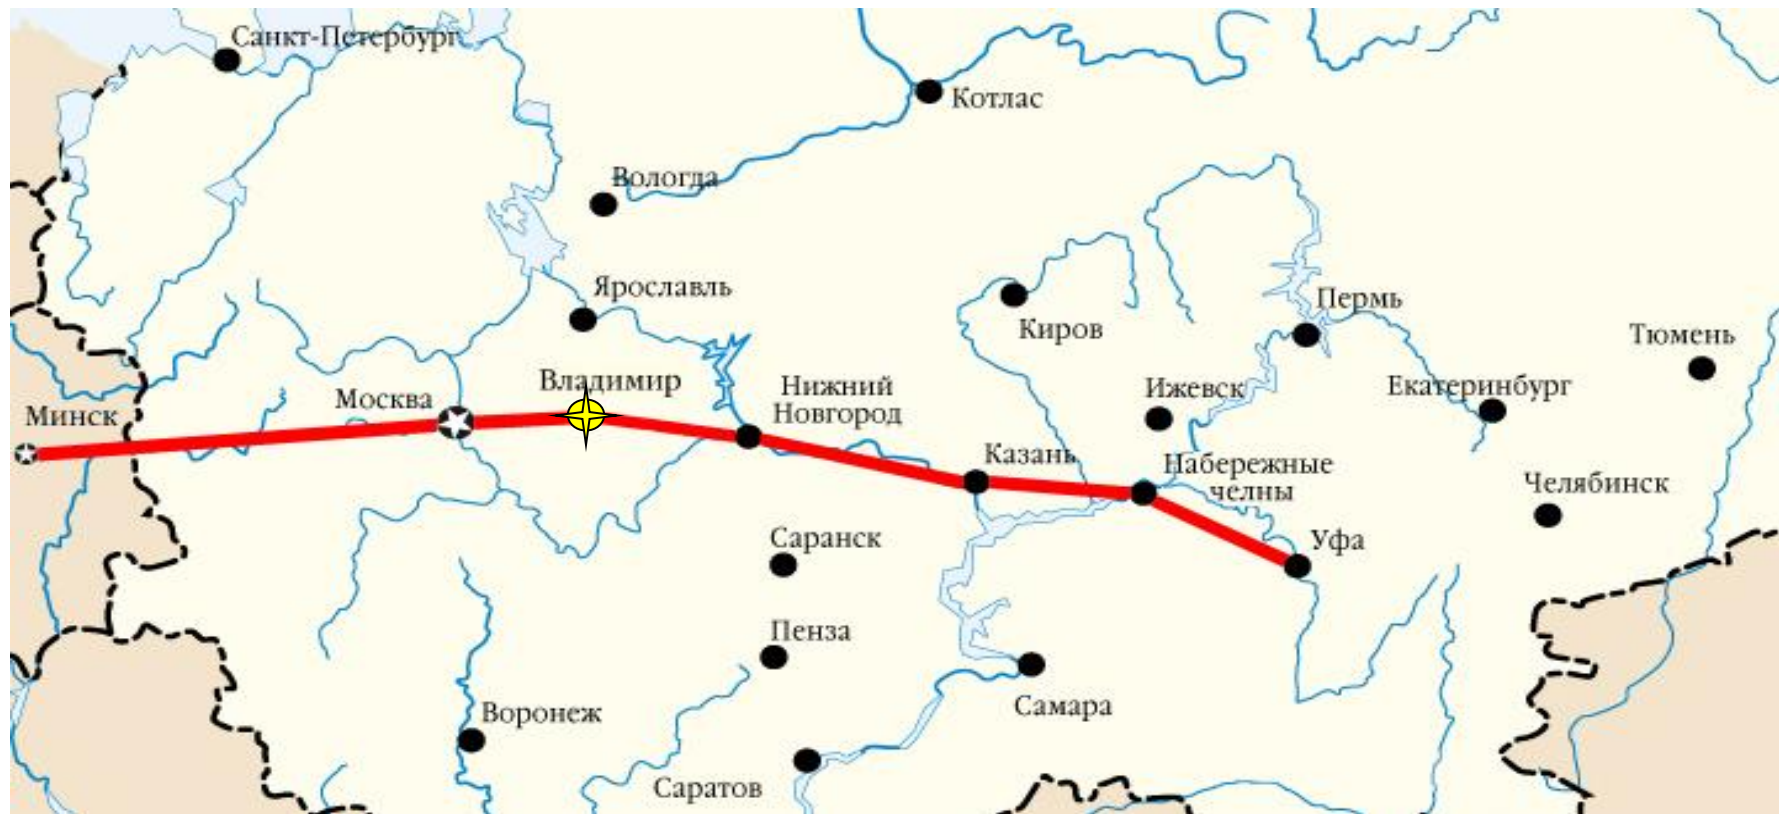 Санкт-Петербург
Котлас
Вологда
Ярославль
Пермь
Киров
Тюмень
Владимир
Нижний
Новгород
Ижевск
Екатеринбург
Москва
Минск
Казань
Набережные
челны
Челябинск
Саранск
Уфа
Пенза
Самара
Воронеж
Саратов